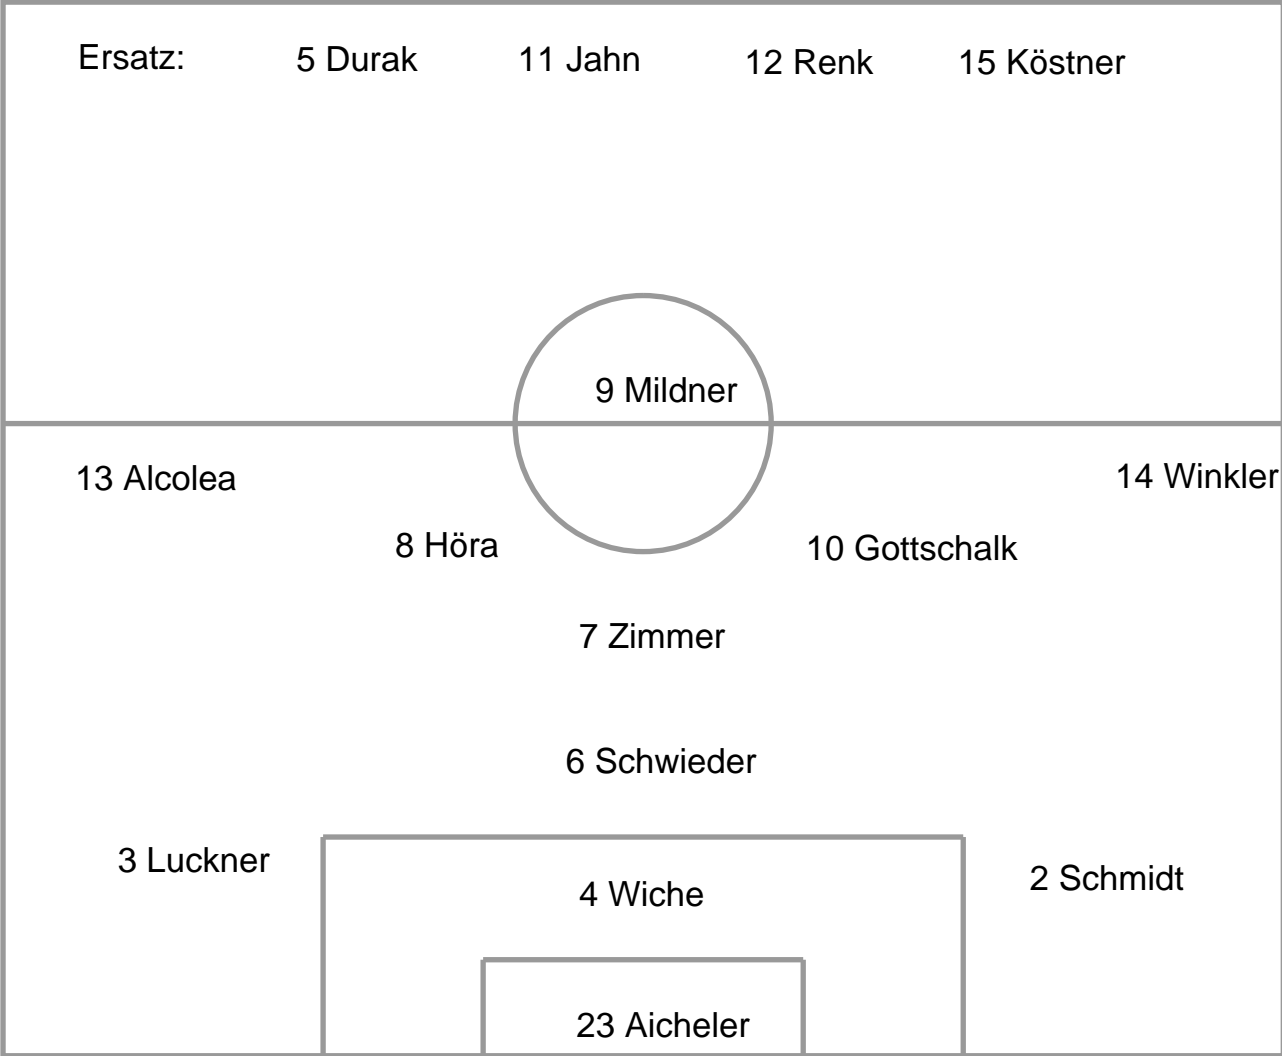 Ersatz: 5 Durak 11 Jahn 12 Renk 15 Köstner
9 Mildner
13 Alcolea 14 Winkler
8 Höra 10 Gottschalk
7 Zimmer
6 Schwieder
3 Luckner 2 Schmidt
4 Wiche
23 Aicheler